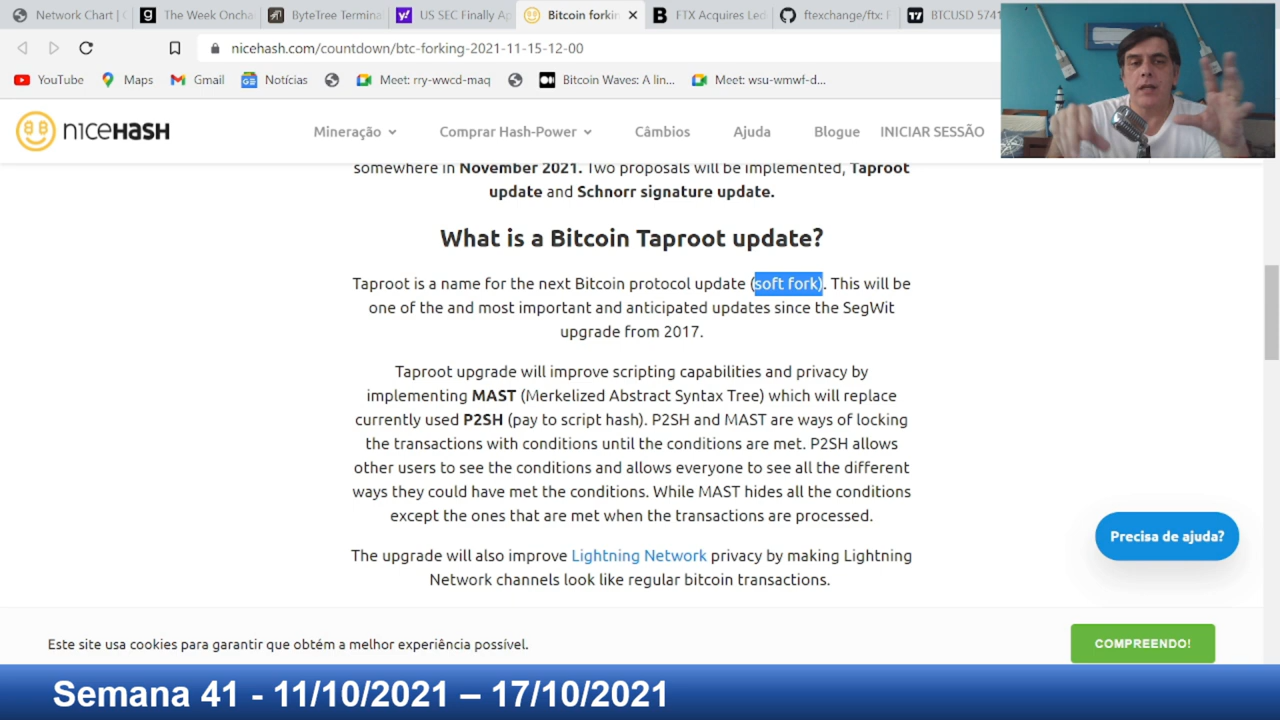 Network Chart | C
The Week Oncha
ByteTree Termina
US SEC Finally Ap
Bitcoin forkin
FTX Acquires Led
ftexchange/ftx: F
BTCUSD 5741
nicehash.com/countdown/btc-forking-2021-11-15-12-00
YouTube
Maps
Gmail
Notícias
Meet: rry-wwcd-maq
Bitcoin Waves: A lin...
Meet: wsu-wmwf-d...
NICEHASH
Mineração
Comprar Hash-Power
Câmbios
Ajuda
Blogue
INICIAR SESSÃO
somewhere in November 2021. Two proposals will be implemented, Taproot
update and Schnorr signature update.
What is a Bitcoin Taproot update?
Taproot is a name for the next Bitcoin protocol update (soft fork). This will be
one of the and most important and anticipated updates since the SegWit
upgrade from 2017.
Taproot upgrade will improve scripting capabilities and privacy by
implementing MAST (Merkelized Abstract Syntax Tree) which will replace
currently used P2SH (pay to script hash). P2SH and MAST are ways of locking
the transactions with conditions until the conditions are met. P2SH allows
other users to see the conditions and allows everyone to see all the different
ways they could have met the conditions. While MAST hides all the conditions
except the ones that are met when the transactions are processed.
The upgrade will also improve Lightning Network privacy by making Lightning
Network channels look like regular bitcoin transactions.
Precisa de ajuda?
Este site usa cookies para garantir que obtém a melhor experiência possível.
COMPREENDO!
Semana 41 - 11/10/2021 – 17/10/2021